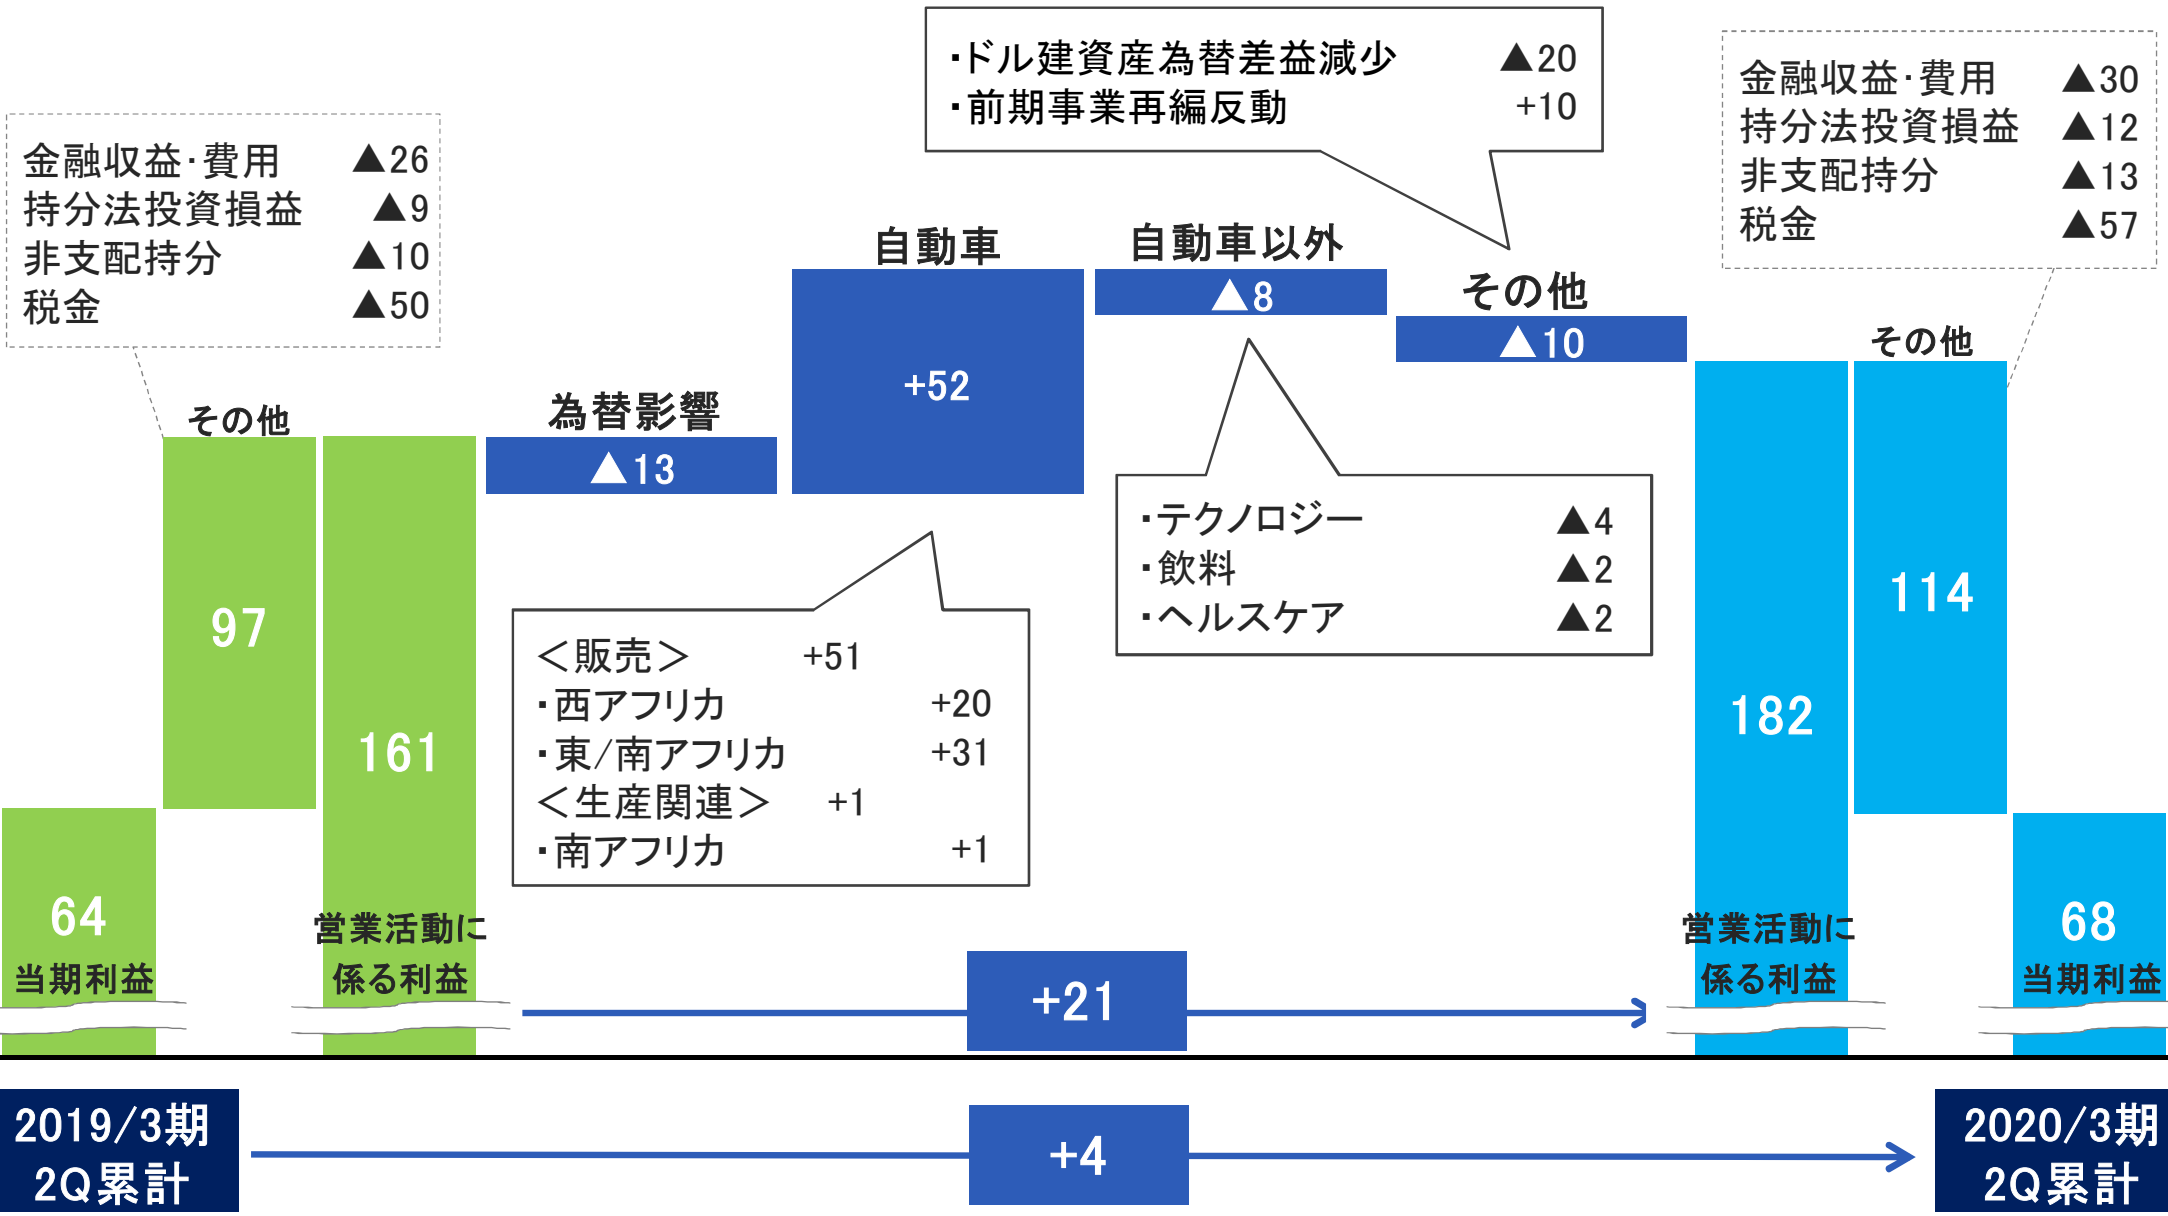 金融収益・費用 ▲26
持分法投資損益 ▲9
非支配持分 ▲10
税金 ▲50
その他
97
64
当期利益
161
営業活動に
係る利益
為替影響
▲13
自動車
+52
<販売> +51
・西アフリカ +20
・東/南アフリカ +31
<生産関連> +1
・南アフリカ +1
自動車以外
▲8
・テクノロジー ▲4
・飲料 ▲2
・ヘルスケア ▲2
・ドル建資産為替差益減少 ▲20
・前期事業再編反動 +10
その他
▲10
金融収益・費用 ▲30
持分法投資損益 ▲12
非支配持分 ▲13
税金 ▲57
その他
114
182
営業活動に
係る利益
68
当期利益
+21
2019/3期
2Q累計
+4
2020/3期
2Q累計